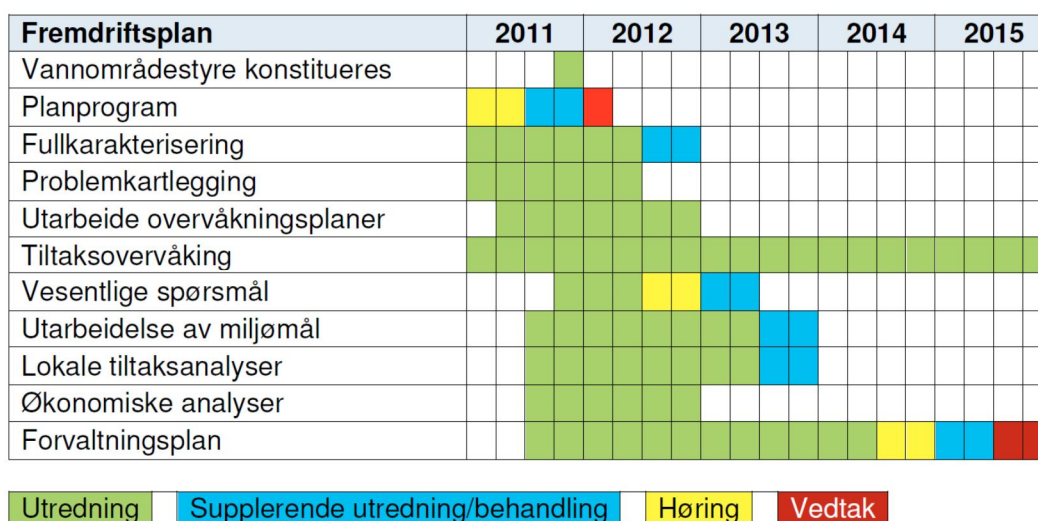 Fremdriftsplan 2011 2012 2013 2014 2015
Vannområdestyre konstitueres
Planprogram
Fullkarakterisering
Problemkartlegging
Utarbeide overvåkningsplaner
Tiltaksovervåking
Vesentlige spørsmål
Utarbeidelse av miljømål
Lokale tiltaksanalyser
Økonomiske analyser
Forvaltningsplan
Utredning Supplerende utredning/behandling Høring Vedtak